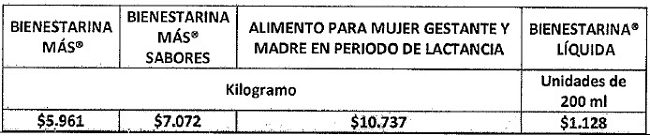 BIENESTARINA MÁS®
BIENESTARINA MÁS® SABORES
ALIMENTO PARA MUJER GESTANTE Y MADRE EN PERIODO DE LACTANCIA
BIENESTARINA® LÍQUIDA
Kilogramo
Unidades de 200 ml
$5.961
$7.072
$10.737
$1.128